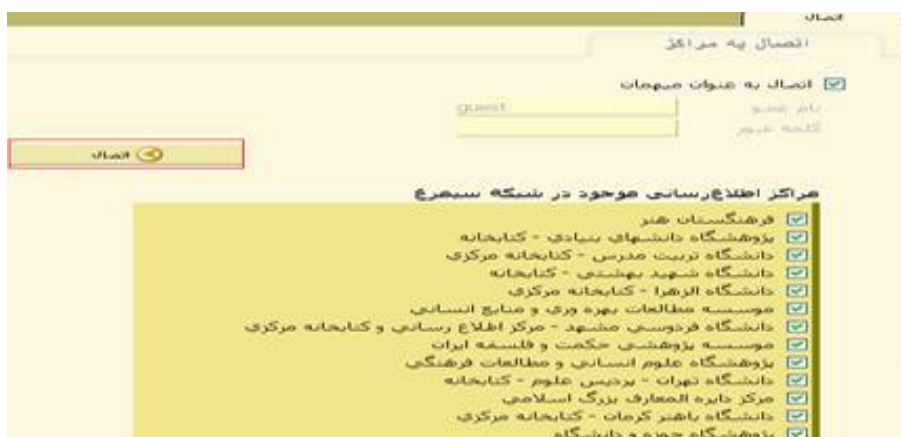 اتصال
اتصال به مراکز
اتصال به عنوان میهمان
نام عضو guest
کلمه عبور
اتصال
مراکز اطلاع‌رسانی موجود در شبکه سیمرغ
فرهنگستان هنر
پژوهشگاه دانشهای بنیادی - کتابخانه
دانشگاه تربیت مدرس - کتابخانه مرکزی
دانشگاه شهید بهشتی - کتابخانه
دانشگاه الزهرا - کتابخانه مرکزی
موسسه مطالعات بهره وری و منابع انسانی
دانشگاه فردوسی مشهد - مرکز اطلاع رسانی و کتابخانه مرکزی
موسسه پژوهشی حکمت و فلسفه ایران
پژوهشگاه علوم انسانی و مطالعات فرهنگی
دانشگاه تهران - پردیس علوم - کتابخانه
مرکز دایره المعارف بزرگ اسلامی
دانشگاه باهنر کرمان - کتابخانه مرکزی
پژوهشگاه حوزه و دانشگاه